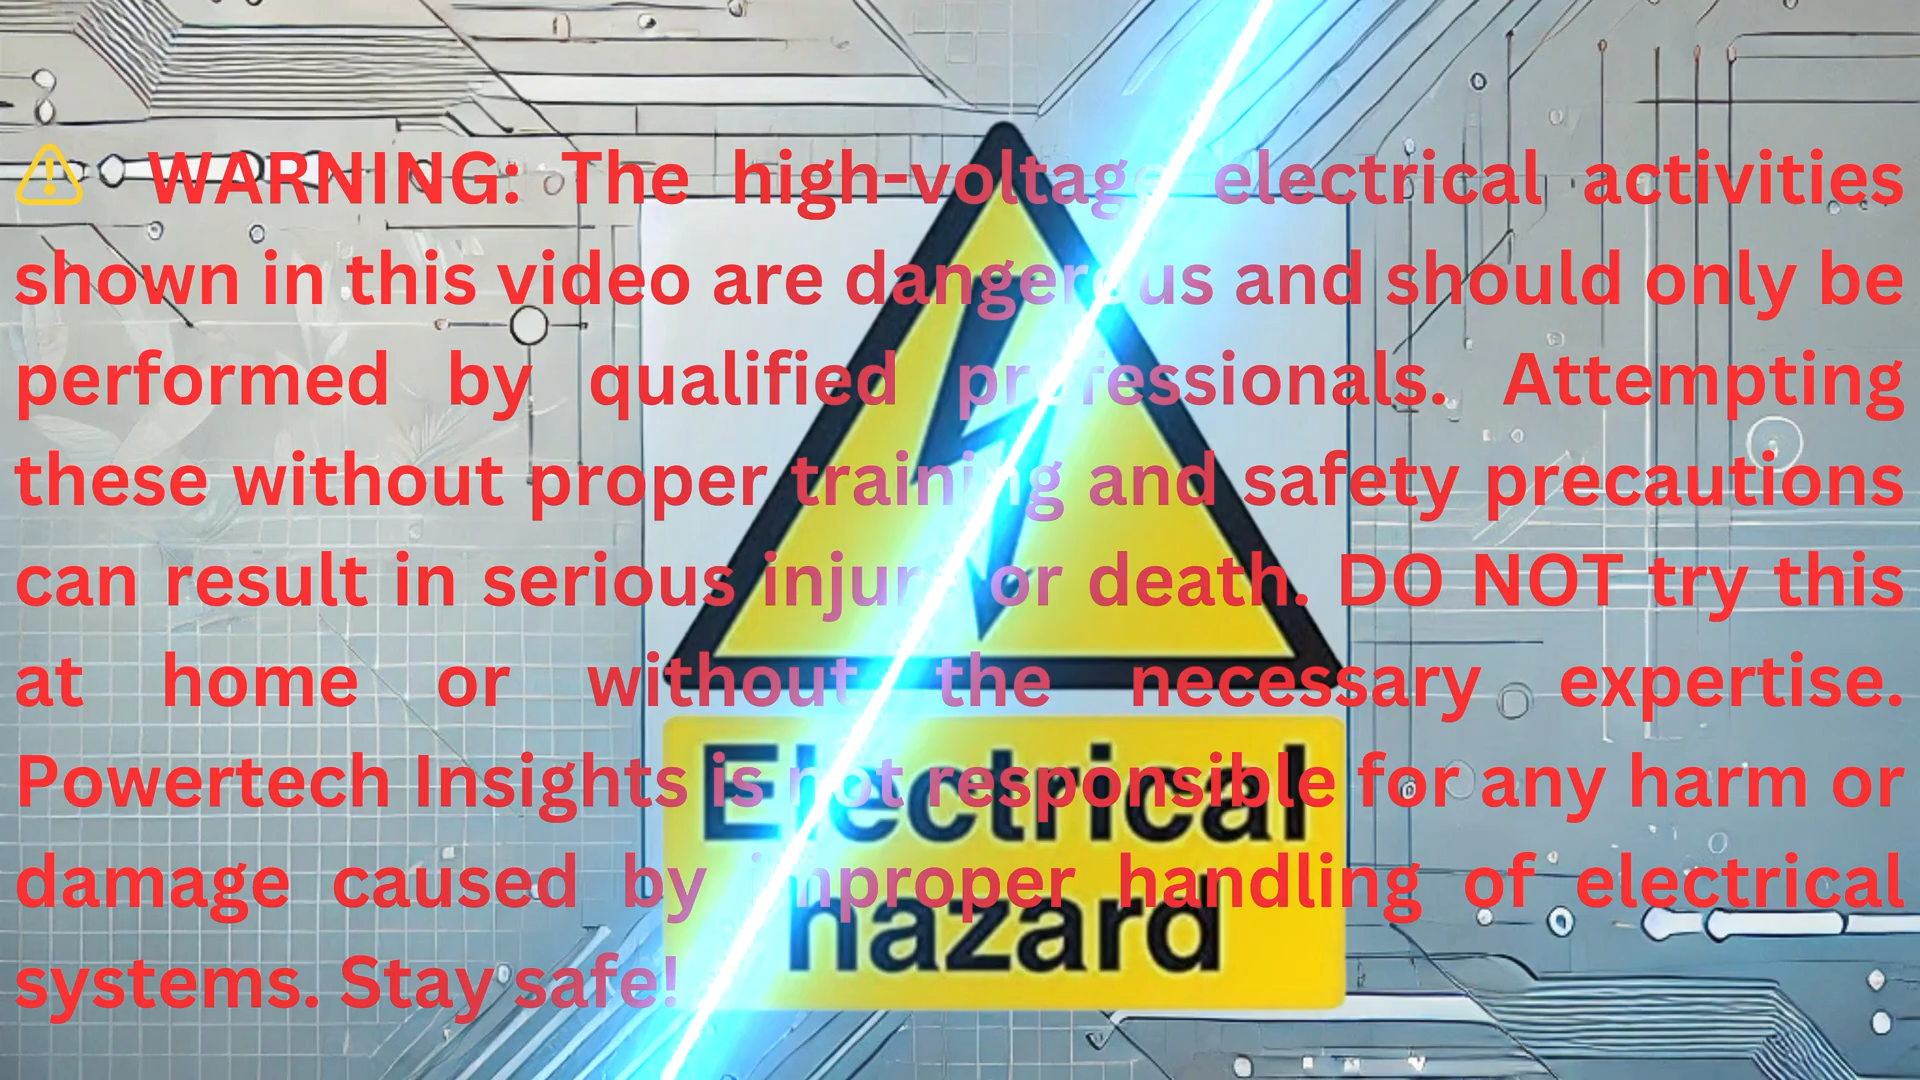 ⚠ WARNING: The high-voltage electrical activities
shown in this video are dangerous and should only be
performed by qualified professionals. Attempting
these without proper training and safety precautions
can result in serious injury or death. DO NOT try this
at home or without the necessary expertise.
Powertech Insights is not responsible for any harm or
damage caused by improper handling of electrical
systems. Stay safe!
Electrical
hazard